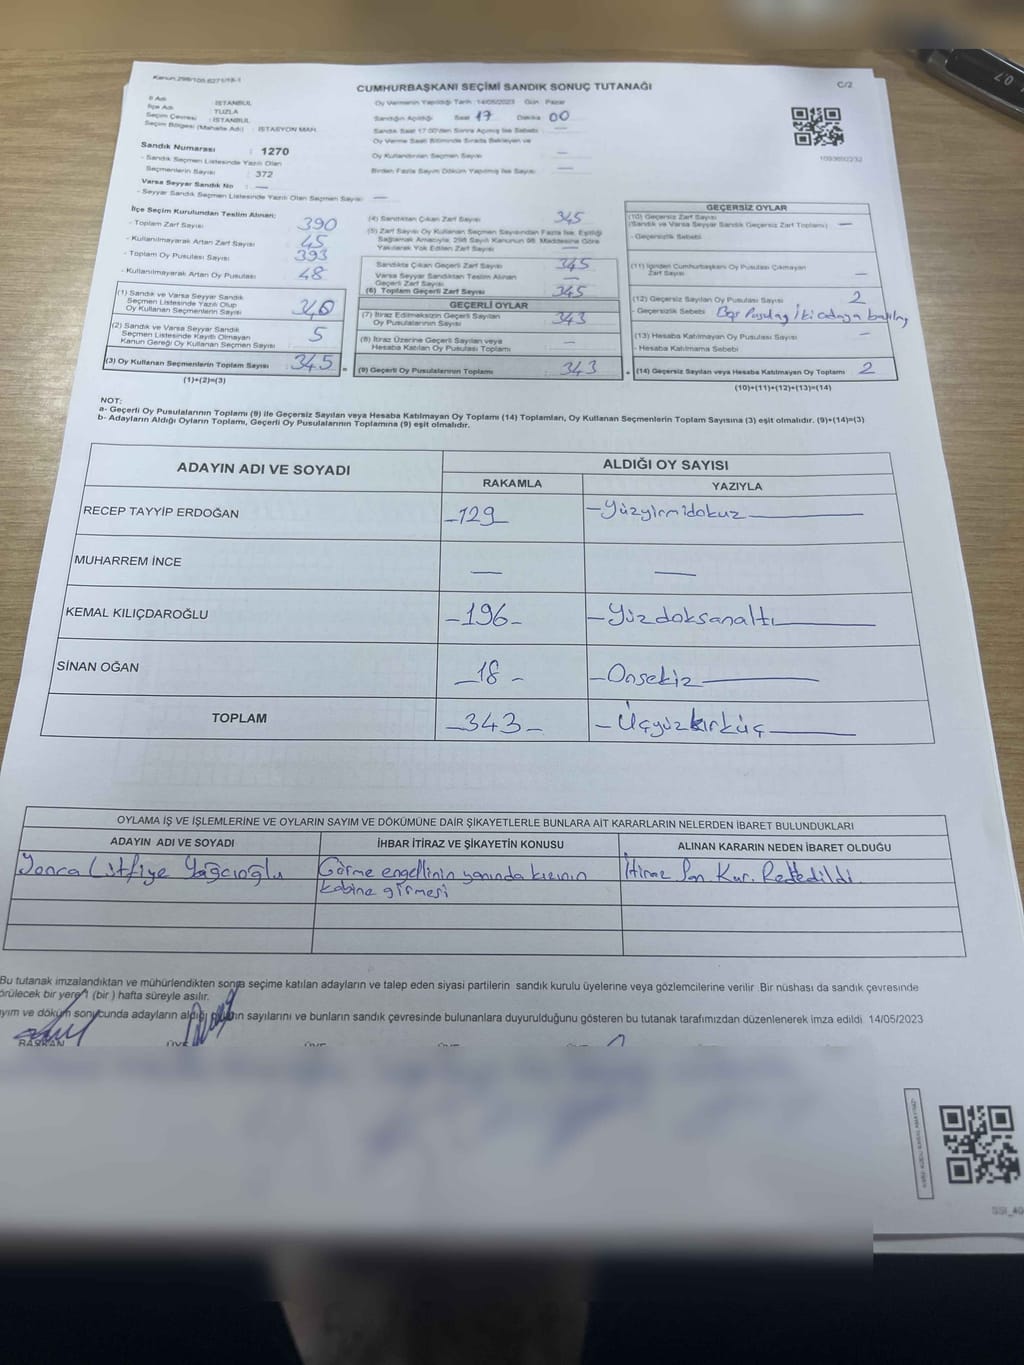 Kanun:298/105-6271/18-1
CUMHURBAŞKANI SEÇİMİ SANDIK SONUÇ TUTANAĞI
C/2
İl Adı : İSTANBUL
İlçe Adı : TUZLA
Seçim Çevresi : İSTANBUL
Seçim Bölgesi (Mahalle Adı) : İSTASYON MAH.
Oy Vermenin Yapıldığı Tarih :14/05/2023 Gün : Pazar
Sandığın Açıldığı Saat 17 Dakika 00
Sandık Saat 17:00'den Sonra Açılmış İse Sebebi —
Oy Verme Saati Bitiminde Sırada Bekleyen ve
Oy Kullandırılan Seçmen Sayısı —
Birden Fazla Sayım Döküm Yapılmış İse Sayısı —
Sandık Numarası : 1270
- Sandık Seçmen Listesinde Yazılı Olan
Seçmenlerin Sayısı : 372
Varsa Seyyar Sandık No : —
- Seyyar Sandık Seçmen Listesinde Yazılı Olan Seçmen Sayısı —
İlçe Seçim Kurulundan Teslim Alınan:
- Toplam Zarf Sayısı 390
- Kullanılmayarak Artan Zarf Sayısı 45
- Toplam Oy Pusulası Sayısı 393
- Kullanılmayarak Artan Oy Pusulası 48
(1) Sandık ve Varsa Seyyar Sandık
Seçmen Listesinde Yazılı Olup
Oy Kullanan Seçmenlerin Sayısı 340
(2) Sandık ve Varsa Seyyar Sandık
Seçmen Listesinde Kayıtlı Olmayan
Kanun Gereği Oy Kullanan Seçmen Sayısı 5
(3) Oy Kullanan Seçmenlerin Toplam Sayısı : 345 =
(1)+(2)=(3)
(4) Sandıktan Çıkan Zarf Sayısı 345
(5) Zarf Sayısı Oy Kullanan Seçmen Sayısından Fazla İse, Eşitliği
Sağlamak Amacıyla, 298 Sayılı Kanunun 98. Maddesine Göre
Yakılarak Yok Edilen Zarf Sayısı —
Sandıkta Çıkan Geçerli Zarf Sayısı 345
Varsa Seyyar Sandıktan Teslim Alınan
Geçerli Zarf Sayısı —
(6) Toplam Geçerli Zarf Sayısı 345
GEÇERLİ OYLAR
(7) İtiraz Edilmeksizin Geçerli Sayılan
Oy Pusulalarının Sayısı 343
(8) İtiraz Üzerine Geçerli Sayılan veya
Hesaba Katılan Oy Pusulası Toplamı —
(9) Geçerli Oy Pusulalarının Toplamı 343 +
GEÇERSİZ OYLAR
(10) Geçersiz Zarf Sayısı
(Sandık ve Varsa Seyyar Sandık Geçersiz Zarf Toplamı) —
- Geçersizlik Sebebi
(11) İçinden Cumhurbaşkanı Oy Pusulası Çıkmayan
Zarf Sayısı —
(12) Geçersiz Sayılan Oy Pusulası Sayısı 2
- Geçersizlik Sebebi
(13) Hesaba Katılmayan Oy Pusulası Sayısı —
- Hesaba Katılmama Sebebi
(14) Geçersiz Sayılan veya Hesaba Katılmayan Oy Toplamı 2
(10)+(11)+(12)+(13)=(14)
NOT:
a- Geçerli Oy Pusulalarının Toplamı (9) ile Geçersiz Sayılan veya Hesaba Katılmayan Oy Toplamı (14) Toplamları, Oy Kullanan Seçmenlerin Toplam Sayısına (3) eşit olmalıdır. (9)+(14)=(3)
b- Adayların Aldığı Oyların Toplamı, Geçerli Oy Pusulalarının Toplamına (9) eşit olmalıdır.
ADAYIN ADI VE SOYADI
ALDIĞI OY SAYISI
RAKAMLA
YAZIYLA
RECEP TAYYİP ERDOĞAN –129– –Yüzyirmidokuz–
MUHARREM İNCE — —
KEMAL KILIÇDAROĞLU –196– –Yüzdoksanaltı–
SİNAN OĞAN –18– –Onsekiz–
TOPLAM –343– –Üçyüzkırküç–
OYLAMA İŞ VE İŞLEMLERİNE VE OYLARIN SAYIM VE DÖKÜMÜNE DAİR ŞİKAYETLERLE BUNLARA AİT KARARLARIN NELERDEN İBARET BULUNDUKLARI
ADAYIN ADI VE SOYADI
İHBAR İTİRAZ VE ŞİKAYETİN KONUSU
ALINAN KARARIN NEDEN İBARET OLDUĞU
Yonca Lütfiye Yağcıoğlu Görme engellinin yanında kızının İtiraz Kur. Reddedildi
kabine girmesi
Bu tutanak imzalandıktan ve mühürlendikten sonra seçime katılan adayların ve talep eden siyasi partilerin sandık kurulu üyelerine veya gözlemcilerine verilir .Bir nüshası da sandık çevresinde
örülecek bir yere 1 (bir ) hafta süreyle asılır.
ayım ve döküm sonucunda adayların aldığı oyların sayılarını ve bunların sandık çevresinde bulunanlara duyurulduğunu gösteren bu tutanak tarafımızdan düzenlenerek imza edildi 14/05/2023
BAŞKAN
ÜYE
0.7